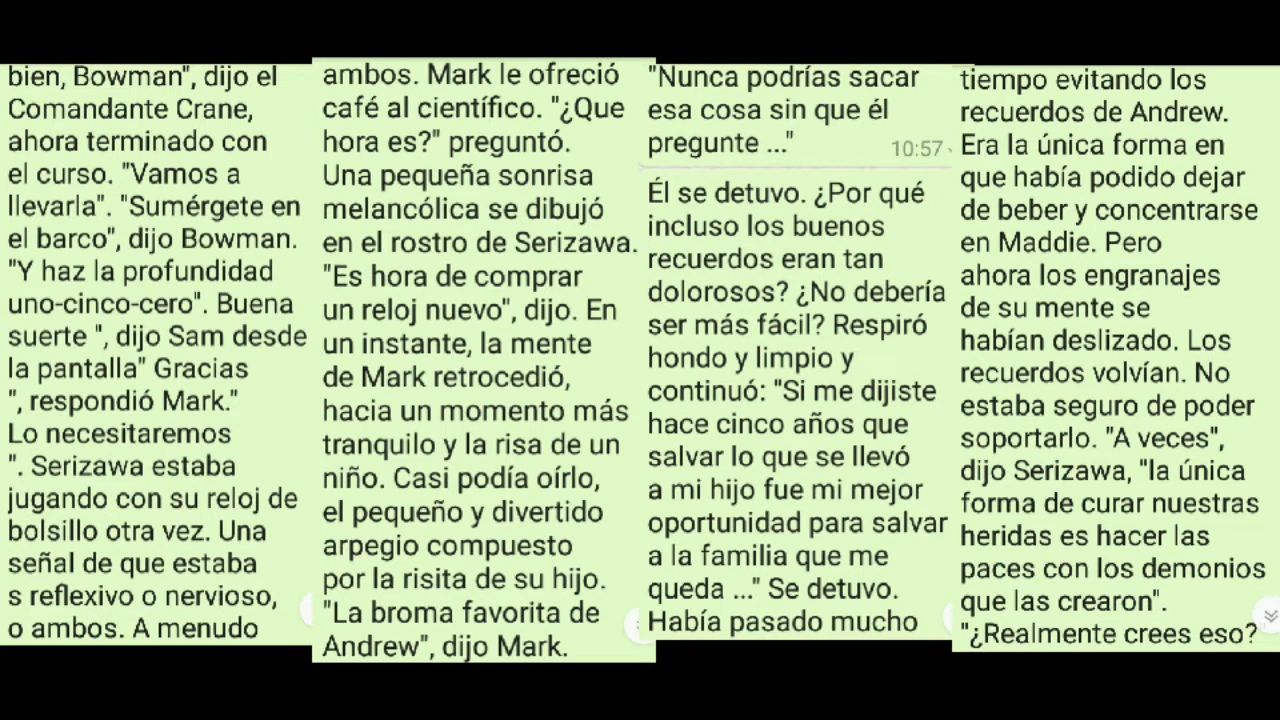 bien, Bowman", dijo el
Comandante Crane,
ahora terminado con
el curso. "Vamos a
llevarla". "Sumérgete en
el barco", dijo Bowman.
"Y haz la profundidad
uno-cinco-cero". Buena
suerte ", dijo Sam desde
la pantalla" Gracias
", respondió Mark."
Lo necesitaremos
". Serizawa estaba
jugando con su reloj de
bolsillo otra vez. Una
señal de que estaba
s reflexivo o nervioso,
o ambos. A menudo
ambos. Mark le ofreció
café al científico. "¿Que
hora es?" preguntó.
Una pequeña sonrisa
melancólica se dibujó
en el rostro de Serizawa.
"Es hora de comprar
un reloj nuevo", dijo. En
un instante, la mente
de Mark retrocedió,
hacia un momento más
tranquilo y la risa de un
niño. Casi podía oírlo,
el pequeño y divertido
arpegio compuesto
por la risita de su hijo.
"La broma favorita de
Andrew", dijo Mark.
"Nunca podrías sacar
esa cosa sin que él
pregunte ..."
10:57
Él se detuvo. ¿Por qué
incluso los buenos
recuerdos eran tan
dolorosos? ¿No debería
ser más fácil? Respiró
hondo y limpio y
continuó: "Si me dijiste
hace cinco años que
salvar lo que se llevó
a mi hijo fue mi mejor
oportunidad para salvar
a la familia que me
queda ..." Se detuvo.
Había pasado mucho
tiempo evitando los
recuerdos de Andrew.
Era la única forma en
que había podido dejar
de beber y concentrarse
en Maddie. Pero
ahora los engranajes
de su mente se
habían deslizado. Los
recuerdos volvían. No
estaba seguro de poder
soportarlo. "A veces",
dijo Serizawa, "la única
forma de curar nuestras
heridas es hacer las
paces con los demonios
que las crearon".
"¿Realmente crees eso?